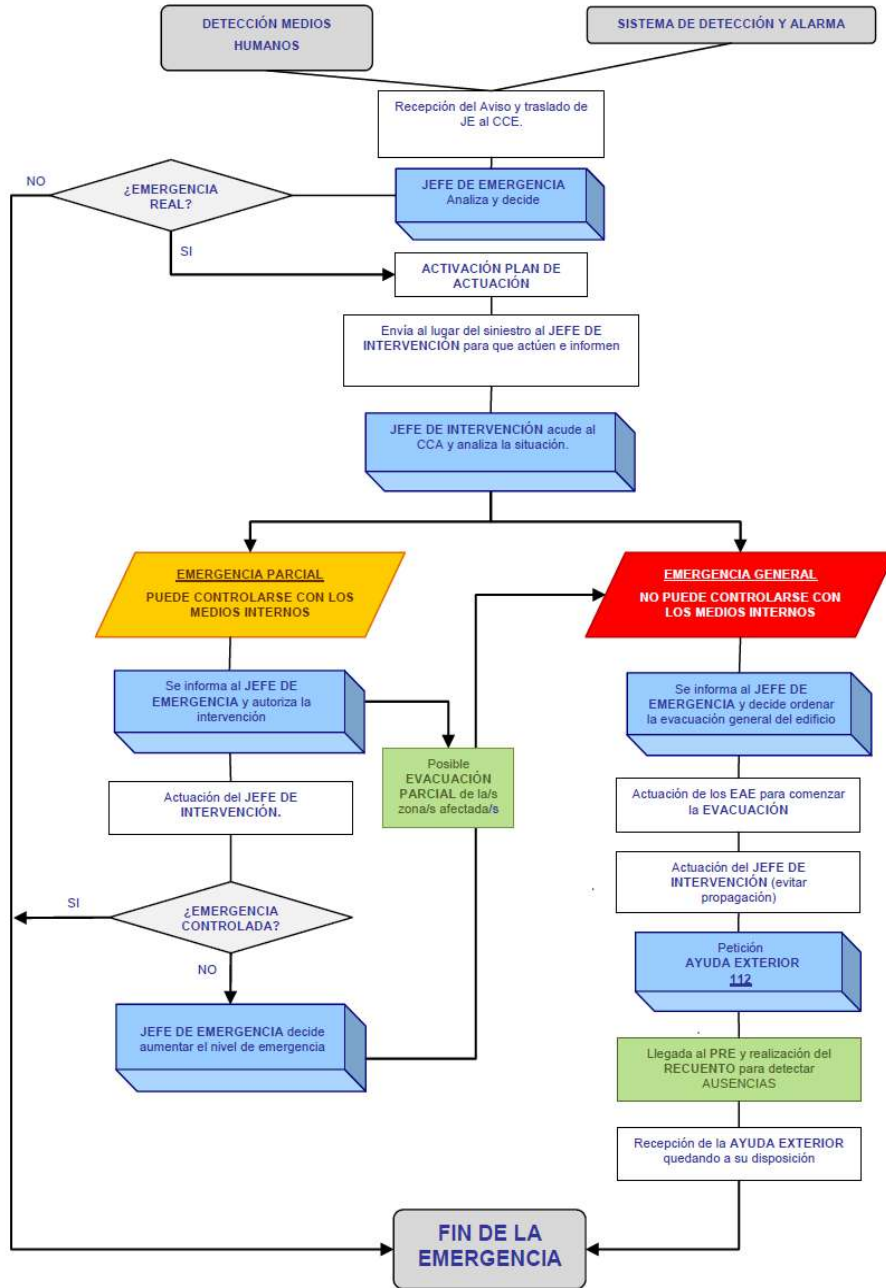 DETECCIÓN MEDIOS
HUMANOS
SISTEMA DE DETECCIÓN Y ALARMA
Recepción del Aviso y traslado de
JE al CCE.
NO
¿EMERGENCIA
REAL?
JEFE DE EMERGENCIA
Analiza y decide
SI
ACTIVACIÓN PLAN DE
ACTUACIÓN
Envía al lugar del siniestro al JEFE DE
INTERVENCIÓN para que actúen e informen
JEFE DE INTERVENCIÓN acude al
CCA y analiza la situación.
EMERGENCIA PARCIAL
PUEDE CONTROLARSE CON LOS
MEDIOS INTERNOS
EMERGENCIA GENERAL
NO PUEDE CONTROLARSE CON
LOS MEDIOS INTERNOS
Se informa al JEFE DE
EMERGENCIA y autoriza la
intervención
Se informa al JEFE DE
EMERGENCIA y decide ordenar
la evacuación general del edificio
Posible
EVACUACIÓN
PARCIAL de la/s
zona/s afectada/s
Actuación del JEFE DE
INTERVENCIÓN.
Actuación de los EAE para comenzar
la EVACUACIÓN
Actuación del JEFE DE
INTERVENCIÓN (evitar
propagación)
SI
¿EMERGENCIA
CONTROLADA?
NO
Petición
AYUDA EXTERIOR
112
JEFE DE EMERGENCIA decide
aumentar el nivel de emergencia
Llegada al PRE y realización del
RECUENTO para detectar
AUSENCIAS
Recepción de la AYUDA EXTERIOR
quedando a su disposición
FIN DE LA
EMERGENCIA